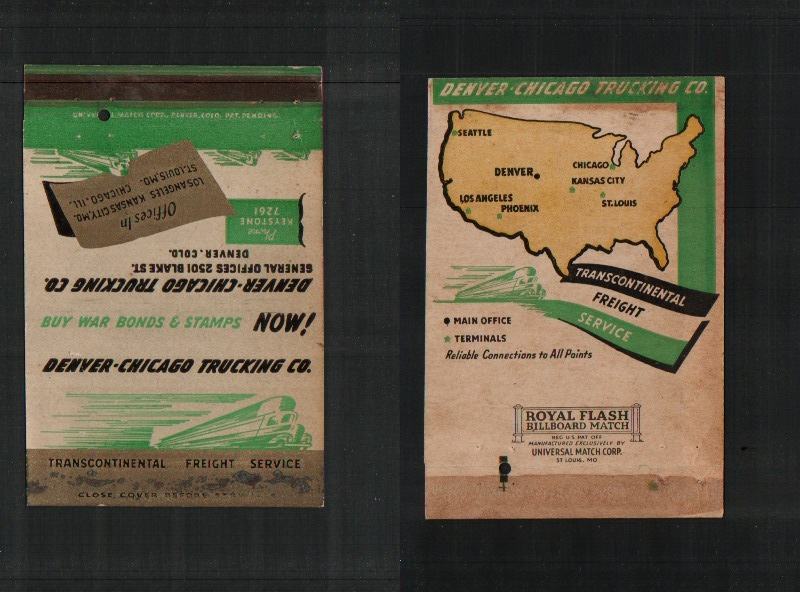 UNIVERSAL MATCH CORP., DENVER, COLO. PAT. PENDING
Offices In
LOS ANGELES KANSAS CITY, MO.
ST. LOUIS, MO. CHICAGO, ILL.
Phone
KEYSTONE
7261
DENVER-CHICAGO TRUCKING CO.
GENERAL OFFICES 2501 BLAKE ST.
DENVER, COLO.
BUY WAR BONDS & STAMPS NOW!
DENVER-CHICAGO TRUCKING CO.
TRANSCONTINENTAL FREIGHT SERVICE
CLOSE COVER BEFORE
DENVER-CHICAGO TRUCKING CO.
SEATTLE
DENVER
CHICAGO
KANSAS CITY
LOS ANGELES
PHOENIX
ST. LOUIS
TRANSCONTINENTAL
FREIGHT
SERVICE
MAIN OFFICE
TERMINALS
Reliable Connections to All Points
ROYAL FLASH
BILLBOARD MATCH
REG. U.S. PAT. OFF.
MANUFACTURED EXCLUSIVELY BY
UNIVERSAL MATCH CORP.
ST. LOUIS, MO.